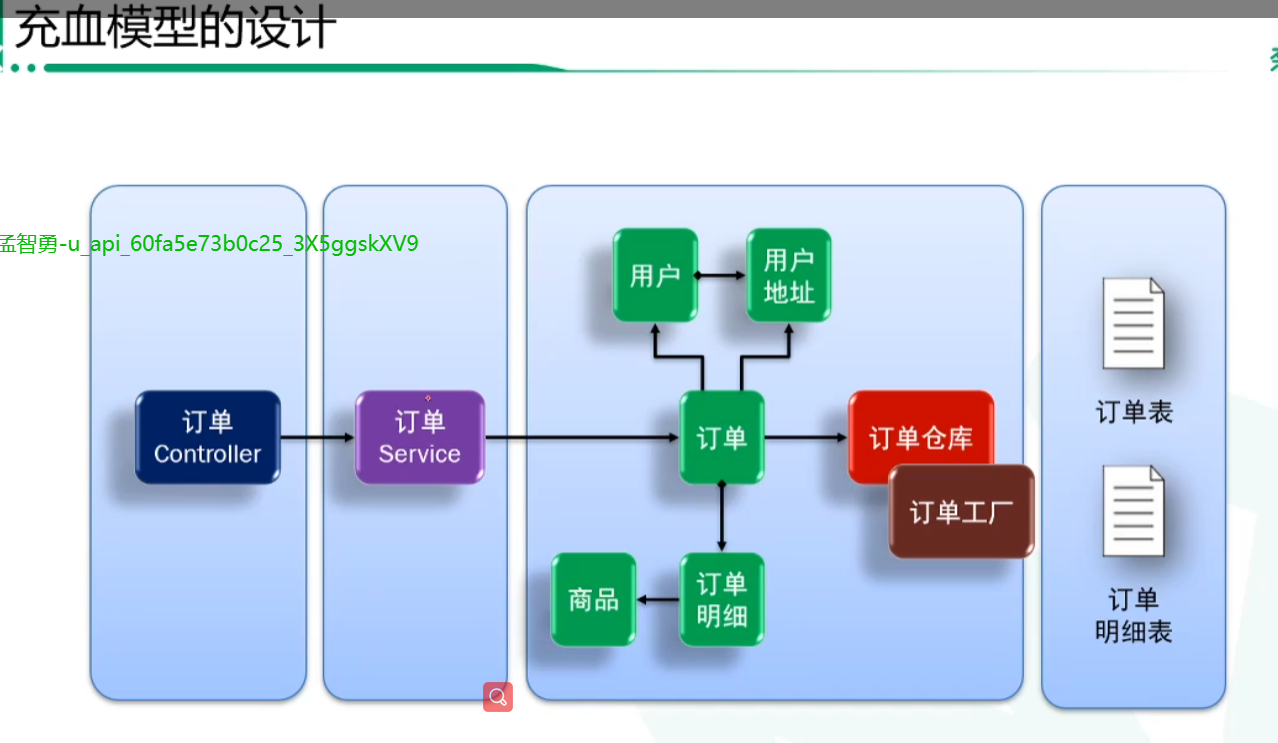 充血模型的设计
孟智勇-u_api_60fa5e73b0c25_3X5ggskXV9
用户
用户
地址
订单
Controller
订单
Service
订单
订单仓库
订单工厂
商品
订单
明细
订单表
订单
明细表